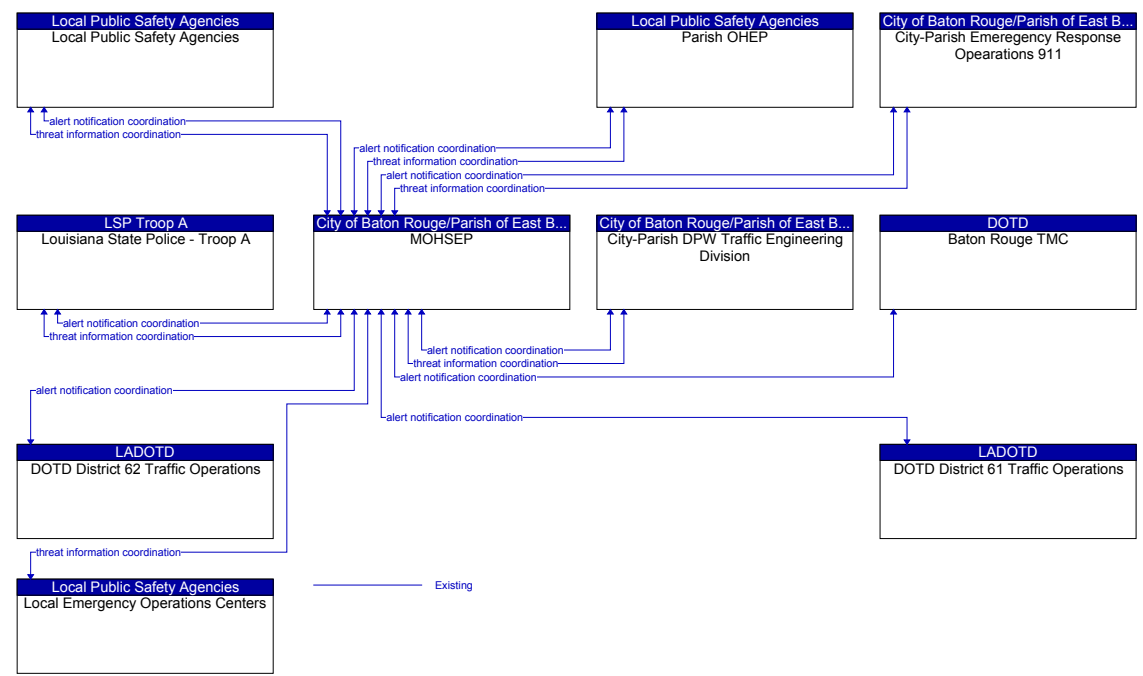 Local Public Safety Agencies
Local Public Safety Agencies
Local Public Safety Agencies
Parish OHEP
City of Baton Rouge/Parish of East B...
City-Parish Emeregency Response
Opearations 911
alert notification coordination
threat information coordination
alert notification coordination
threat information coordination
alert notification coordination
threat information coordination
LSP Troop A
Louisiana State Police - Troop A
City of Baton Rouge/Parish of East B...
MOHSEP
City of Baton Rouge/Parish of East B...
City-Parish DPW Traffic Engineering
Division
DOTD
Baton Rouge TMC
alert notification coordination
threat information coordination
alert notification coordination
threat information coordination
alert notification coordination
alert notification coordination
alert notification coordination
LADOTD
DOTD District 62 Traffic Operations
LADOTD
DOTD District 61 Traffic Operations
threat information coordination
Local Public Safety Agencies
Local Emergency Operations Centers
Existing